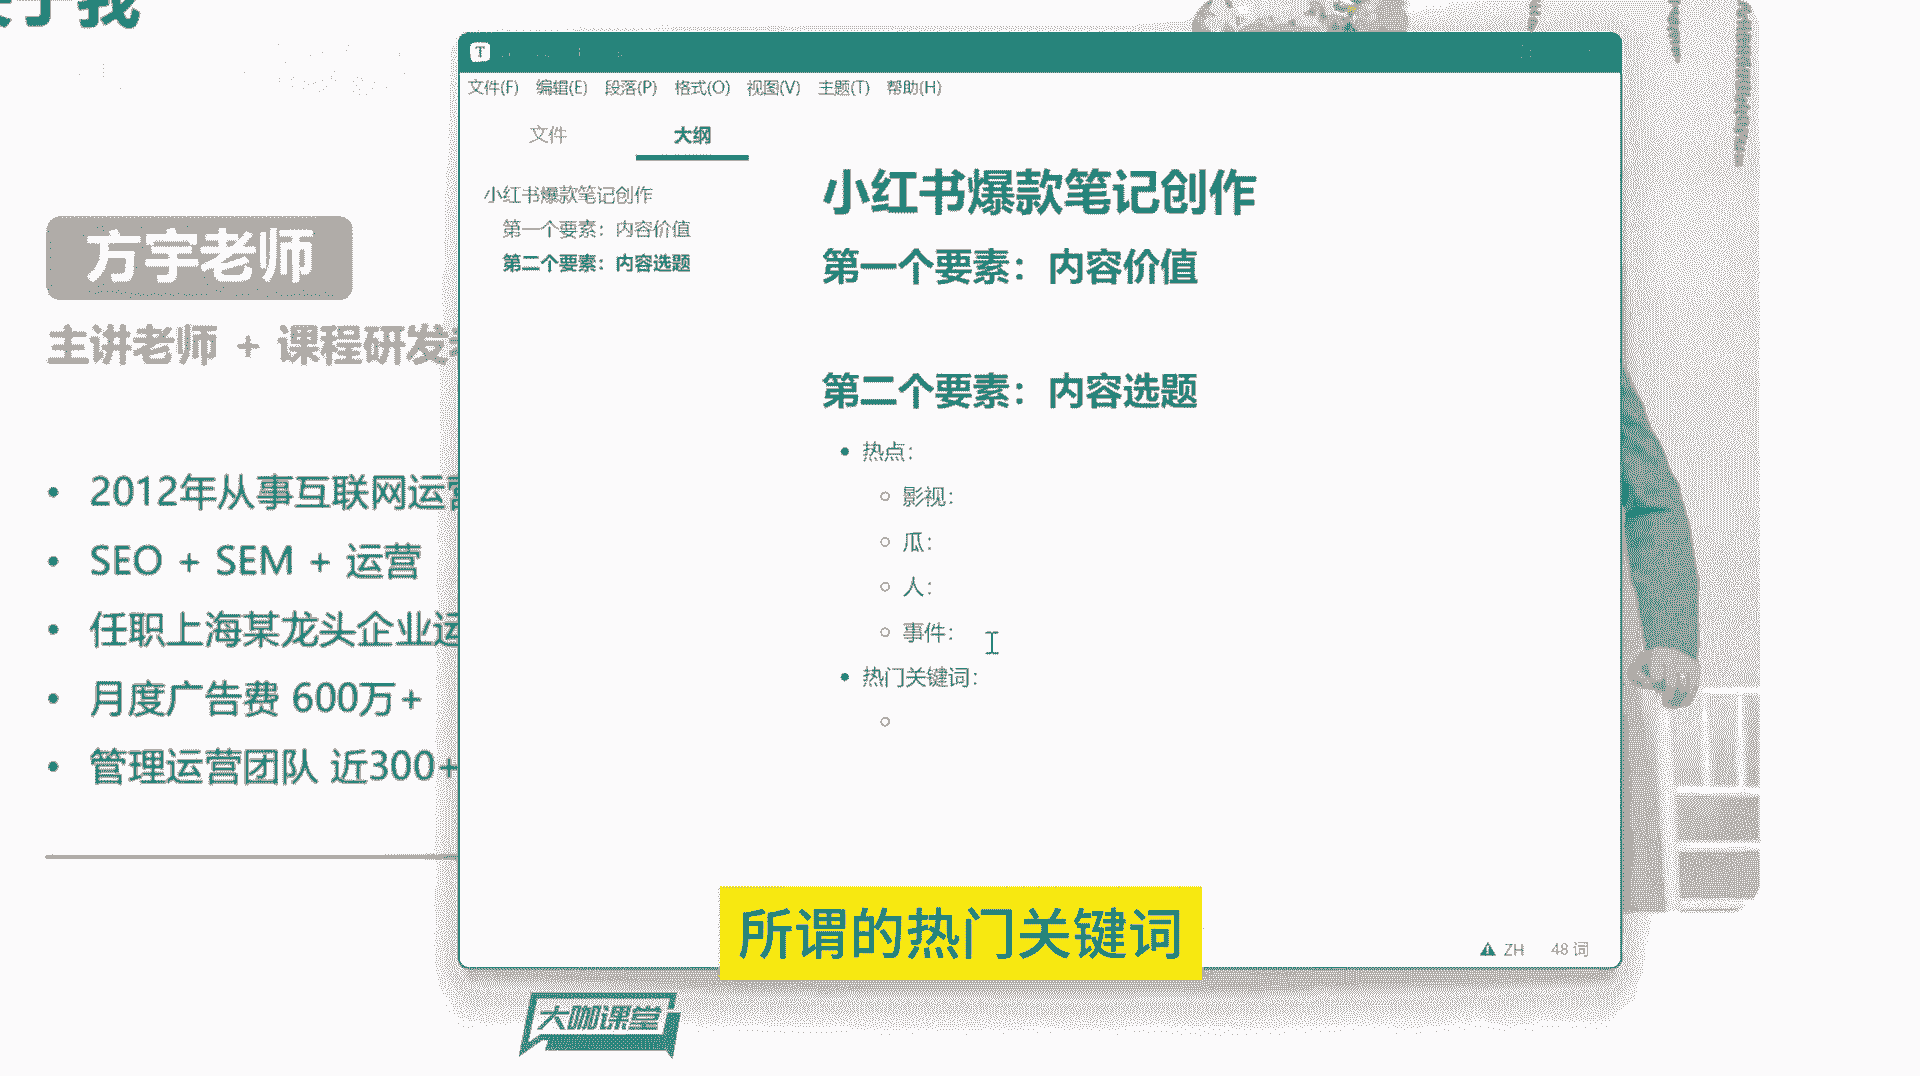 于我
方宇老师
主讲老师 + 课程研发
• 2012年从事互联网运营
• SEO + SEM + 运营
• 任职上海某龙头企业运
• 月度广告费 600万+
• 管理运营团队 近300+
T
文件(F) 编辑(E) 段落(P) 格式(O) 视图(V) 主题(T) 帮助(H)
文件 大纲
小红书爆款笔记创作
第一个要素：内容价值
第二个要素：内容选题
小红书爆款笔记创作
第一个要素：内容价值
第二个要素：内容选题
• 热点：
○ 影视：
○ 瓜：
○ 人：
○ 事件：
• 热门关键词：
○
所谓的热门关键词
ZH 48 词
大咖课堂